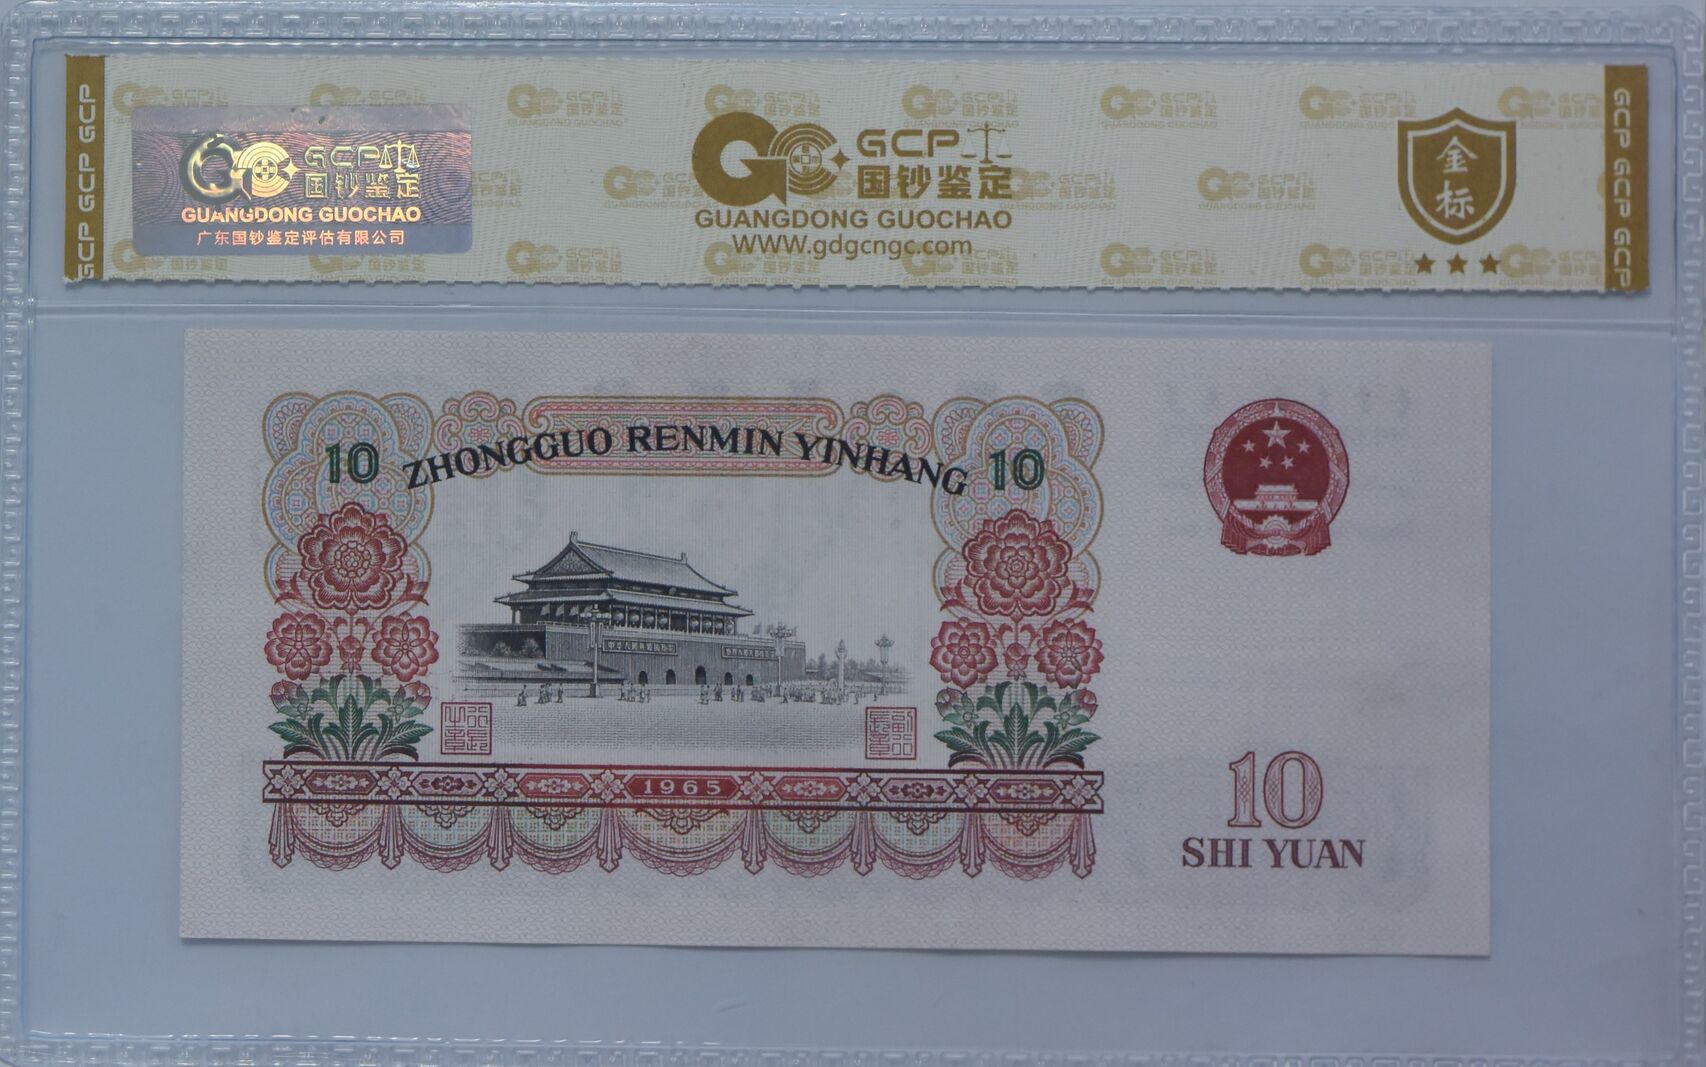 GCP GCP GCP
GCP
国钞鉴定
GUANGDONG GUOCHAO
广东国钞鉴定评估有限公司
GCP
国钞鉴定
GUANGDONG GUOCHAO
WWW.gdgcngc.com
金
标
GCP GCP GCP
10 ZHONGGUO RENMIN YINHANG 10
1965
10
SHI YUAN